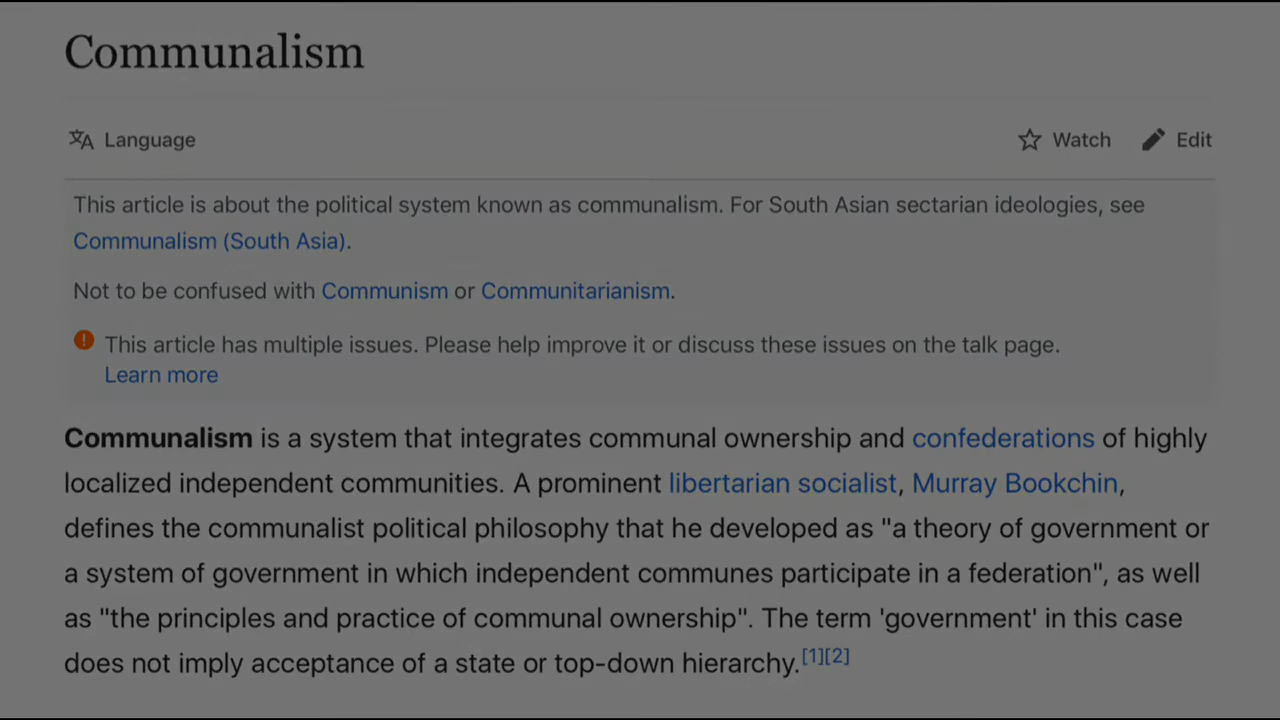 Communalism
Language
Watch
Edit
This article is about the political system known as communalism. For South Asian sectarian ideologies, see
Communalism (South Asia).
Not to be confused with Communism or Communitarianism.
This article has multiple issues. Please help improve it or discuss these issues on the talk page.
Learn more
Communalism is a system that integrates communal ownership and confederations of highly
localized independent communities. A prominent libertarian socialist, Murray Bookchin,
defines the communalist political philosophy that he developed as "a theory of government or
a system of government in which independent communes participate in a federation", as well
as "the principles and practice of communal ownership". The term 'government' in this case
does not imply acceptance of a state or top-down hierarchy.[1][2]